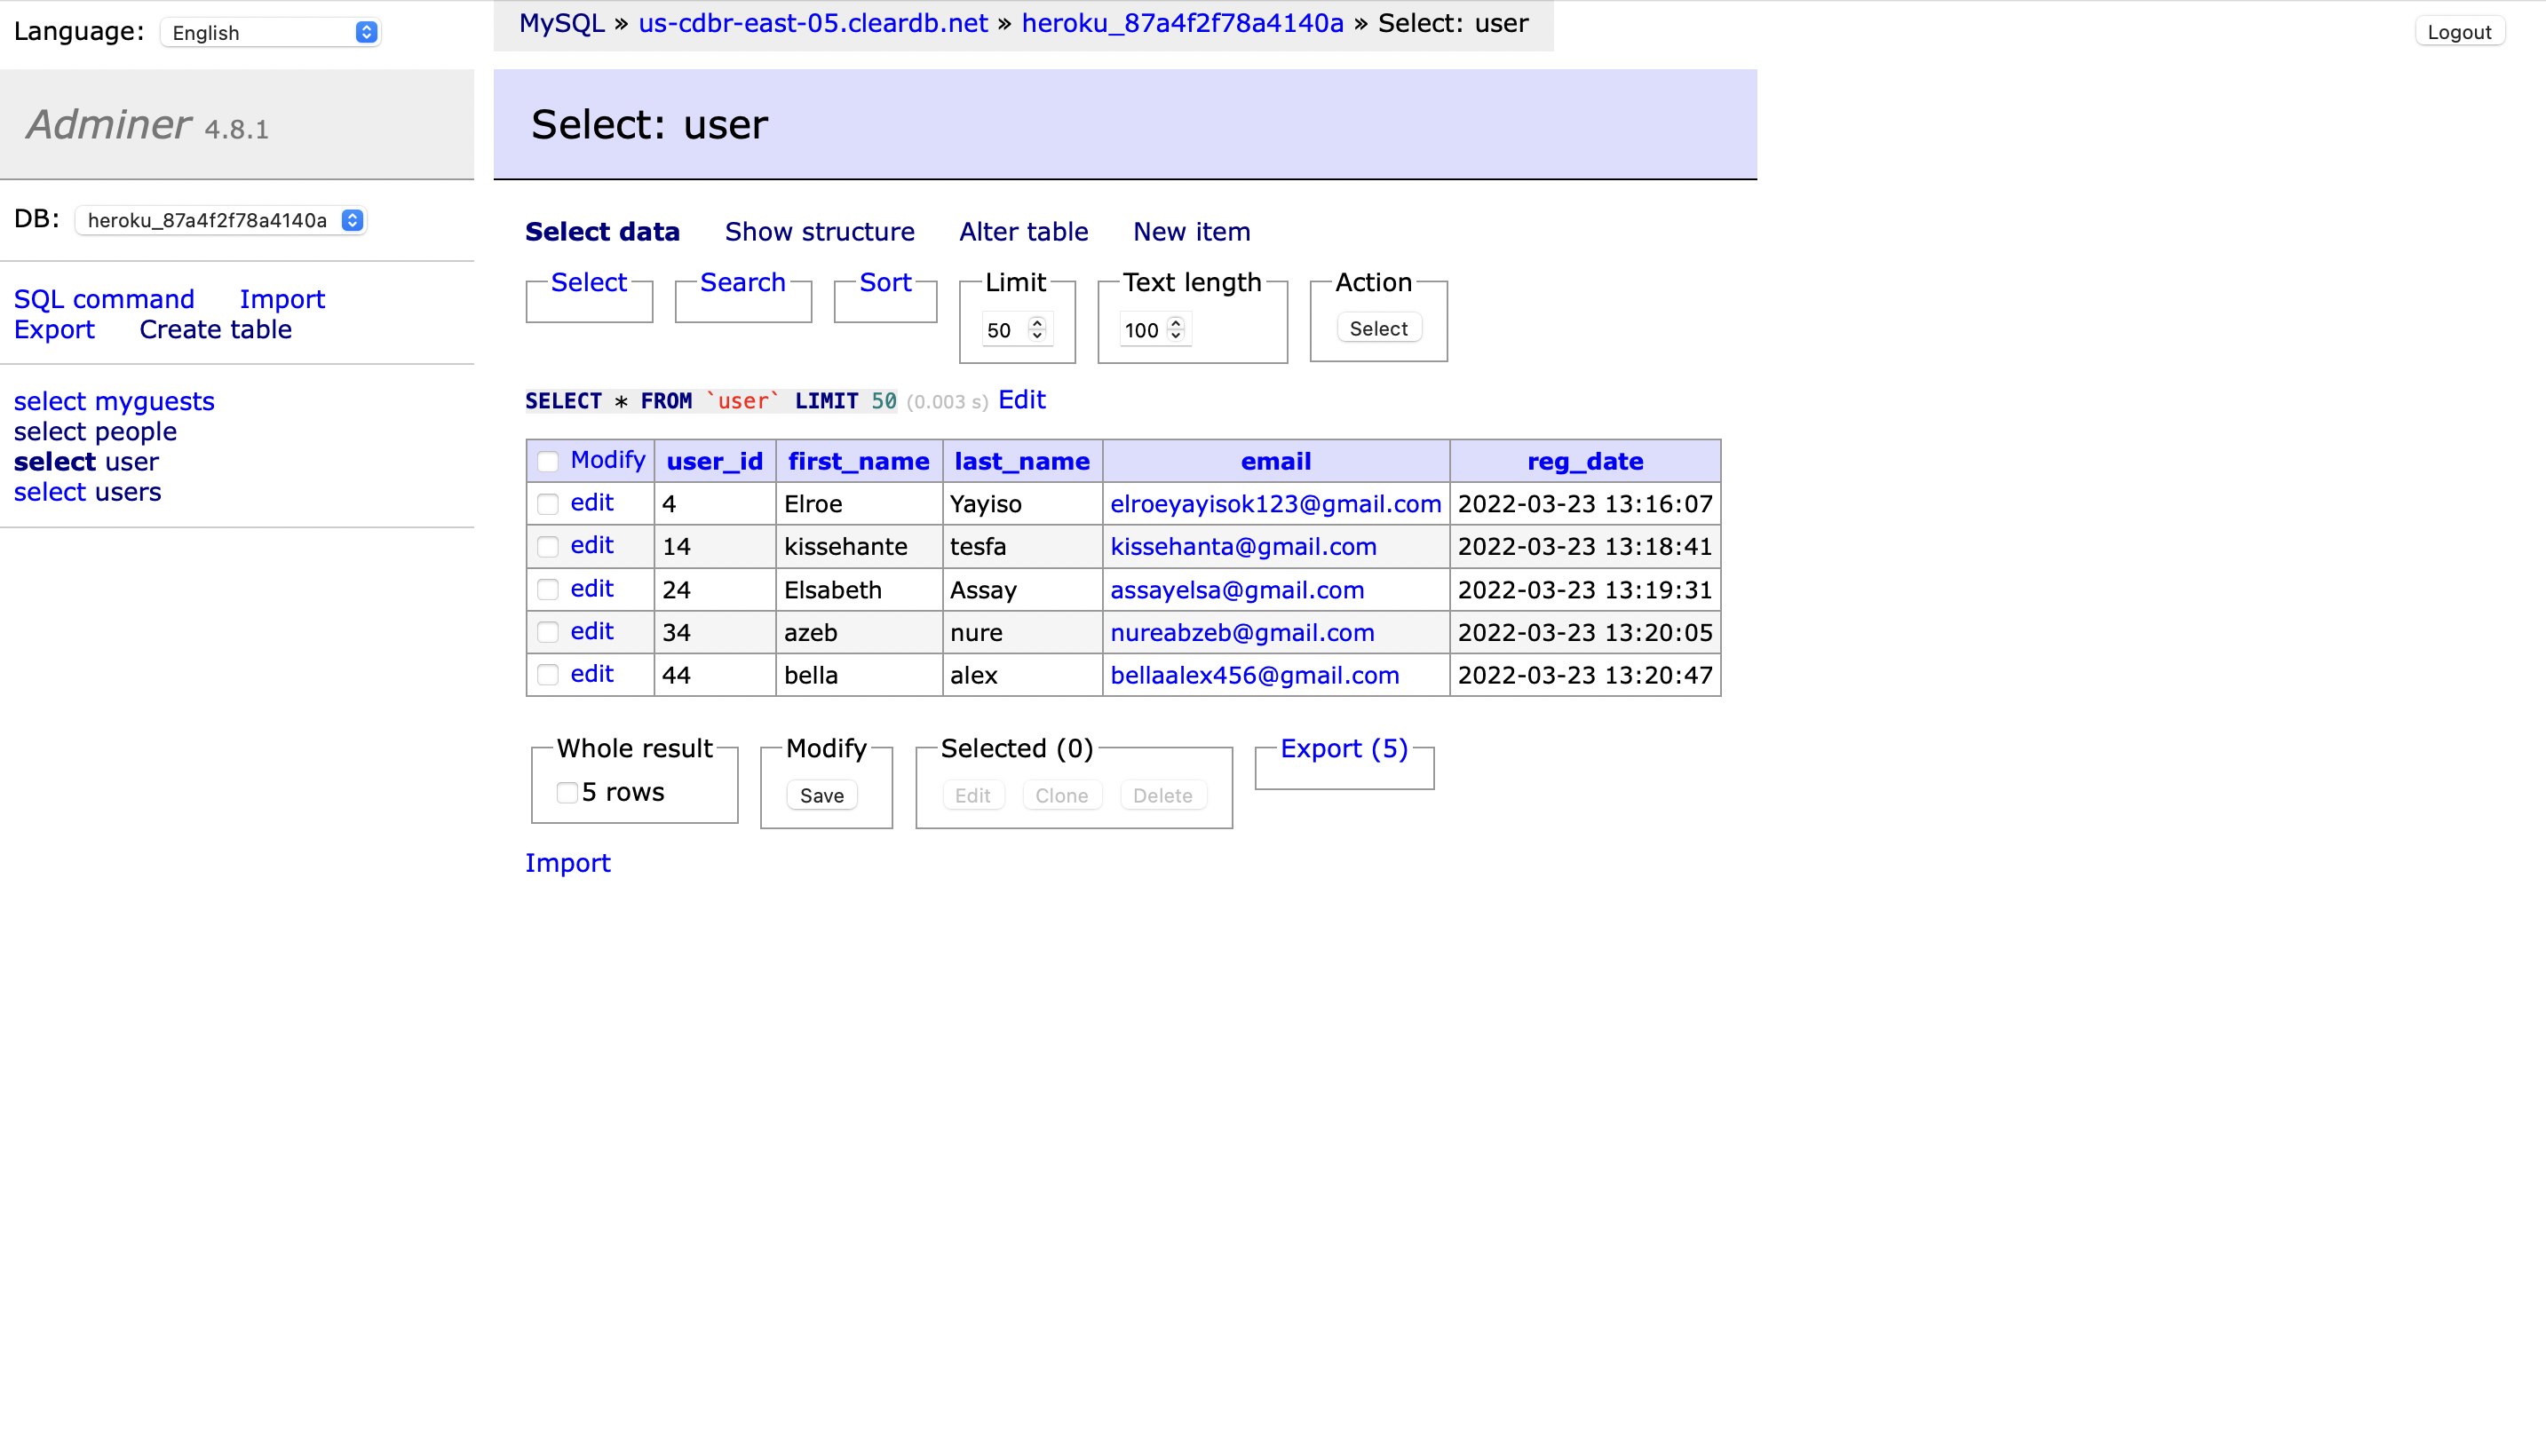 Language: English
MySQL » us-cdbr-east-05.cleardb.net » heroku_87a4f2f78a4140a » Select: user
Logout
Adminer 4.8.1
Select: user
DB: heroku_87a4f2f78a4140a
SQL command Import
Export Create table
select myguests
select people
select user
select users
Select data Show structure Alter table New item
Select Search Sort Limit Text length Action
50 100 Select
SELECT * FROM `user` LIMIT 50 (0.003 s) Edit
Modify user_id first_name last_name email reg_date
edit 4 Elroe Yayiso elroeyayisok123@gmail.com 2022-03-23 13:16:07
edit 14 kissehante tesfa kissehanta@gmail.com 2022-03-23 13:18:41
edit 24 Elsabeth Assay assayelsa@gmail.com 2022-03-23 13:19:31
edit 34 azeb nure nureabzeb@gmail.com 2022-03-23 13:20:05
edit 44 bella alex bellaalex456@gmail.com 2022-03-23 13:20:47
Whole result Modify Selected (0) Export (5)
5 rows Save Edit Clone Delete
Import